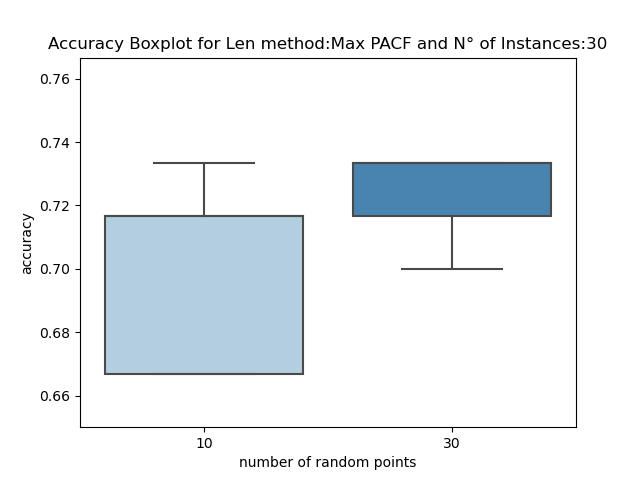 Accuracy Boxplot for Len method:Max PACF and N° of Instances:30
0.76
0.74
0.72
0.70
0.68
0.66
accuracy
10
30
number of random points